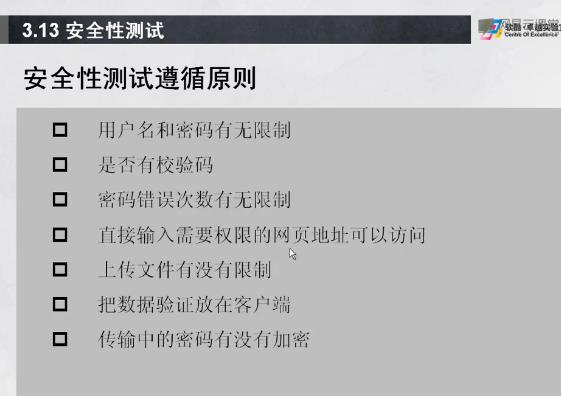 3.13 安全性测试
软酷·卓越实验室
Centre Of Excellence
安全性测试遵循原则
用户名和密码有无限制
是否有校验码
密码错误次数有无限制
直接输入需要权限的网页地址可以访问
上传文件有没有限制
把数据验证放在客户端
传输中的密码有没有加密